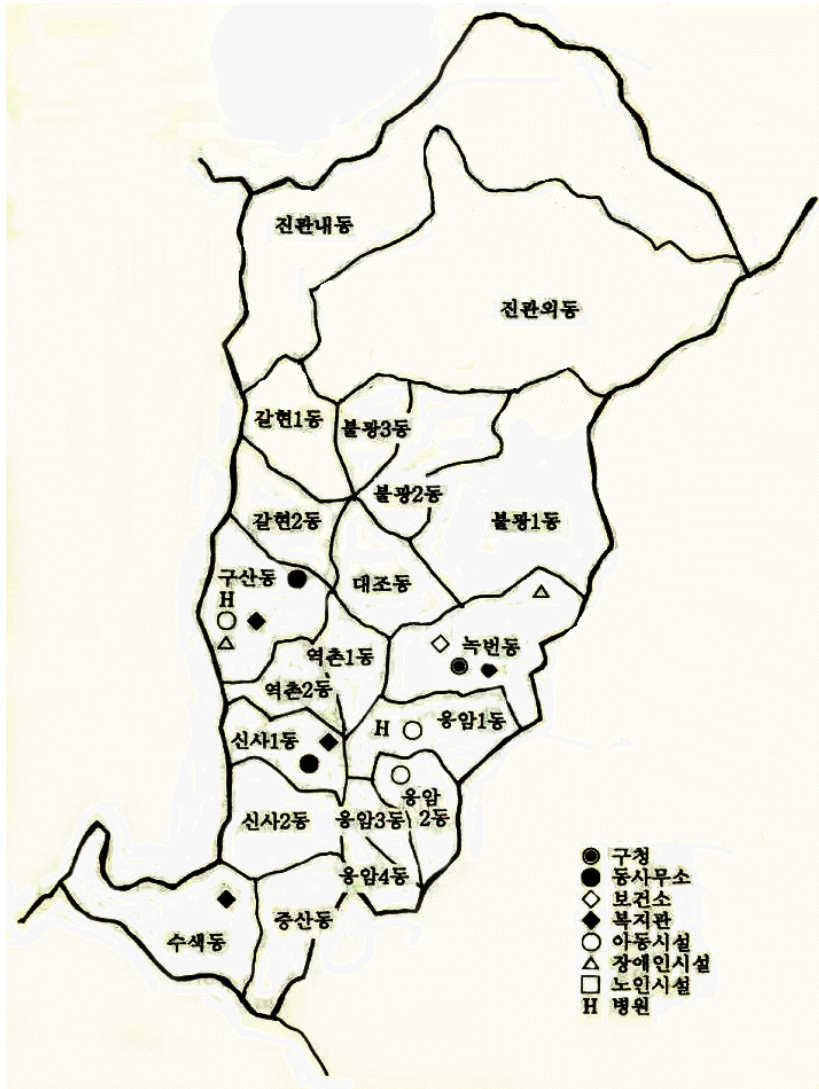 진관내동
진관외동
갈현1동
불광3동
불광2동
갈현2동
불광1동
구산동
대조동
H
녹번동
역촌1동
역촌2동
응암1동
신사1동
H
응암
2동
신사2동
응암3동
응암4동
증산동
수색동
구청
동사무소
보건소
복지관
아동시설
장애인시설
노인시설
H 병원